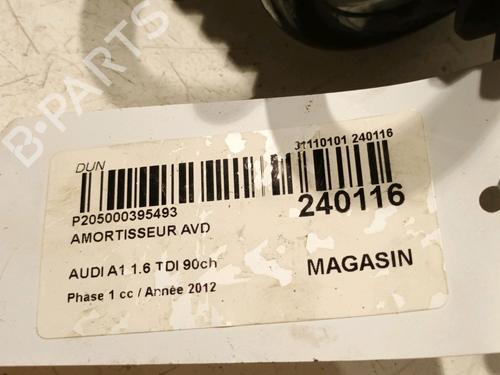 B-PARTS
DUN
31110101 240116
P205000395493
240116
AMORTISSEUR AVD
AUDI A1 1.6 TDI 90ch
MAGASIN
Phase 1 cc / Année 2012